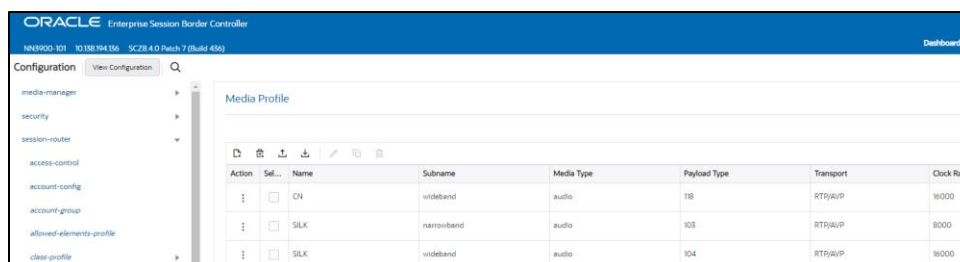 ORACLE Enterprise Session Border Controller
NN3900-101 10.138.194.136 SCZ8.4.0 Patch 7 (Build 436)
Dashboard
Configuration View Configuration
media-manager
security
session-router
access-control
account-config
account-group
allowed-elements-profile
class-profile
Media Profile
Action Sel... Name Subname Media Type Payload Type Transport Clock Ra
CN wideband audio 118 RTP/AVP 16000
SILK narrowband audio 103 RTP/AVP 8000
SILK wideband audio 104 RTP/AVP 16000